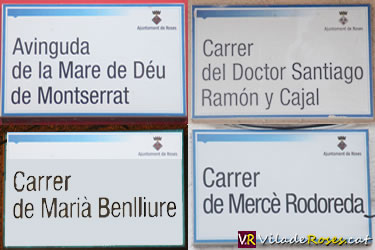 Ajuntament de Roses
Avinguda
de la Mare de Déu
de Montserrat
Ajuntament de Roses
Carrer
del Doctor Santiago
Ramón y Cajal
Ajuntament de Roses
Carrer
de Marià Benlliure
Ajuntament de Roses
Carrer
de Mercè Rodoreda
VR ViladeRoses.cat